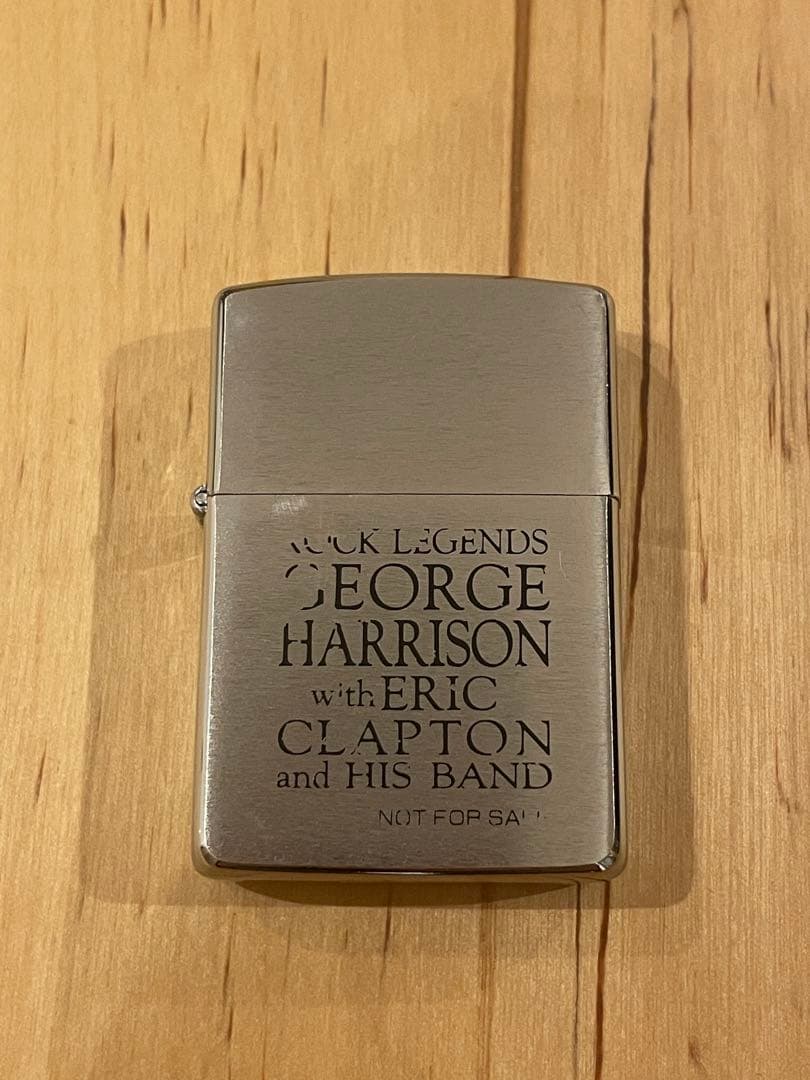 ROCK LEGENDS
GEORGE
HARRISON
with ERIC
CLAPTON
and HIS BAND
NOT FOR SALE